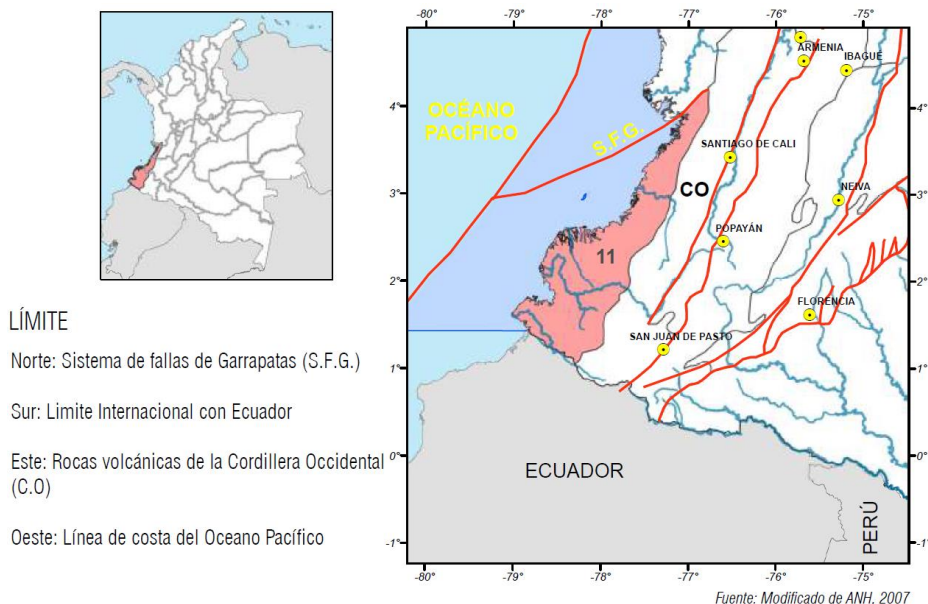 LÍMITE
Norte: Sistema de fallas de Garrapatas (S.F.G.)
Sur: Limite Internacional con Ecuador
Este: Rocas volcánicas de la Cordillera Occidental
(C.O)
Oeste: Línea de costa del Oceano Pacífico
-80° -79° -78° -77° -76° -75°
ARMENIA
IBAGUÉ
4° 4°
OCÉANO
PACÍFICO
S.F.G.
SANTIAGO DE CALI
3° 3°
CO
NEIVA
POPAYÁN
11
2° 2°
FLORENCIA
SAN JUAN DE PASTO
1° 1°
0° 0°
ECUADOR
PERÚ
-1° -1°
-80° -79° -78° -77° -76° -75°
Fuente: Modificado de ANH, 2007